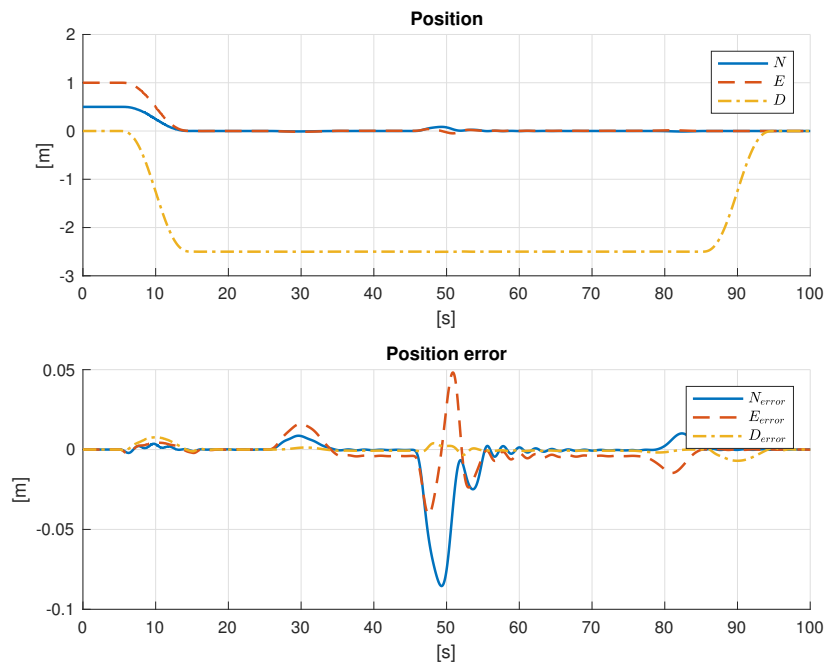 Position
2
1
0
-1
-2
-3
[m]
N
E
D
0 10 20 30 40 50 60 70 80 90 100
[s]
Position error
0.05
0
-0.05
-0.1
[m]
N_error
E_error
D_error
0 10 20 30 40 50 60 70 80 90 100
[s]